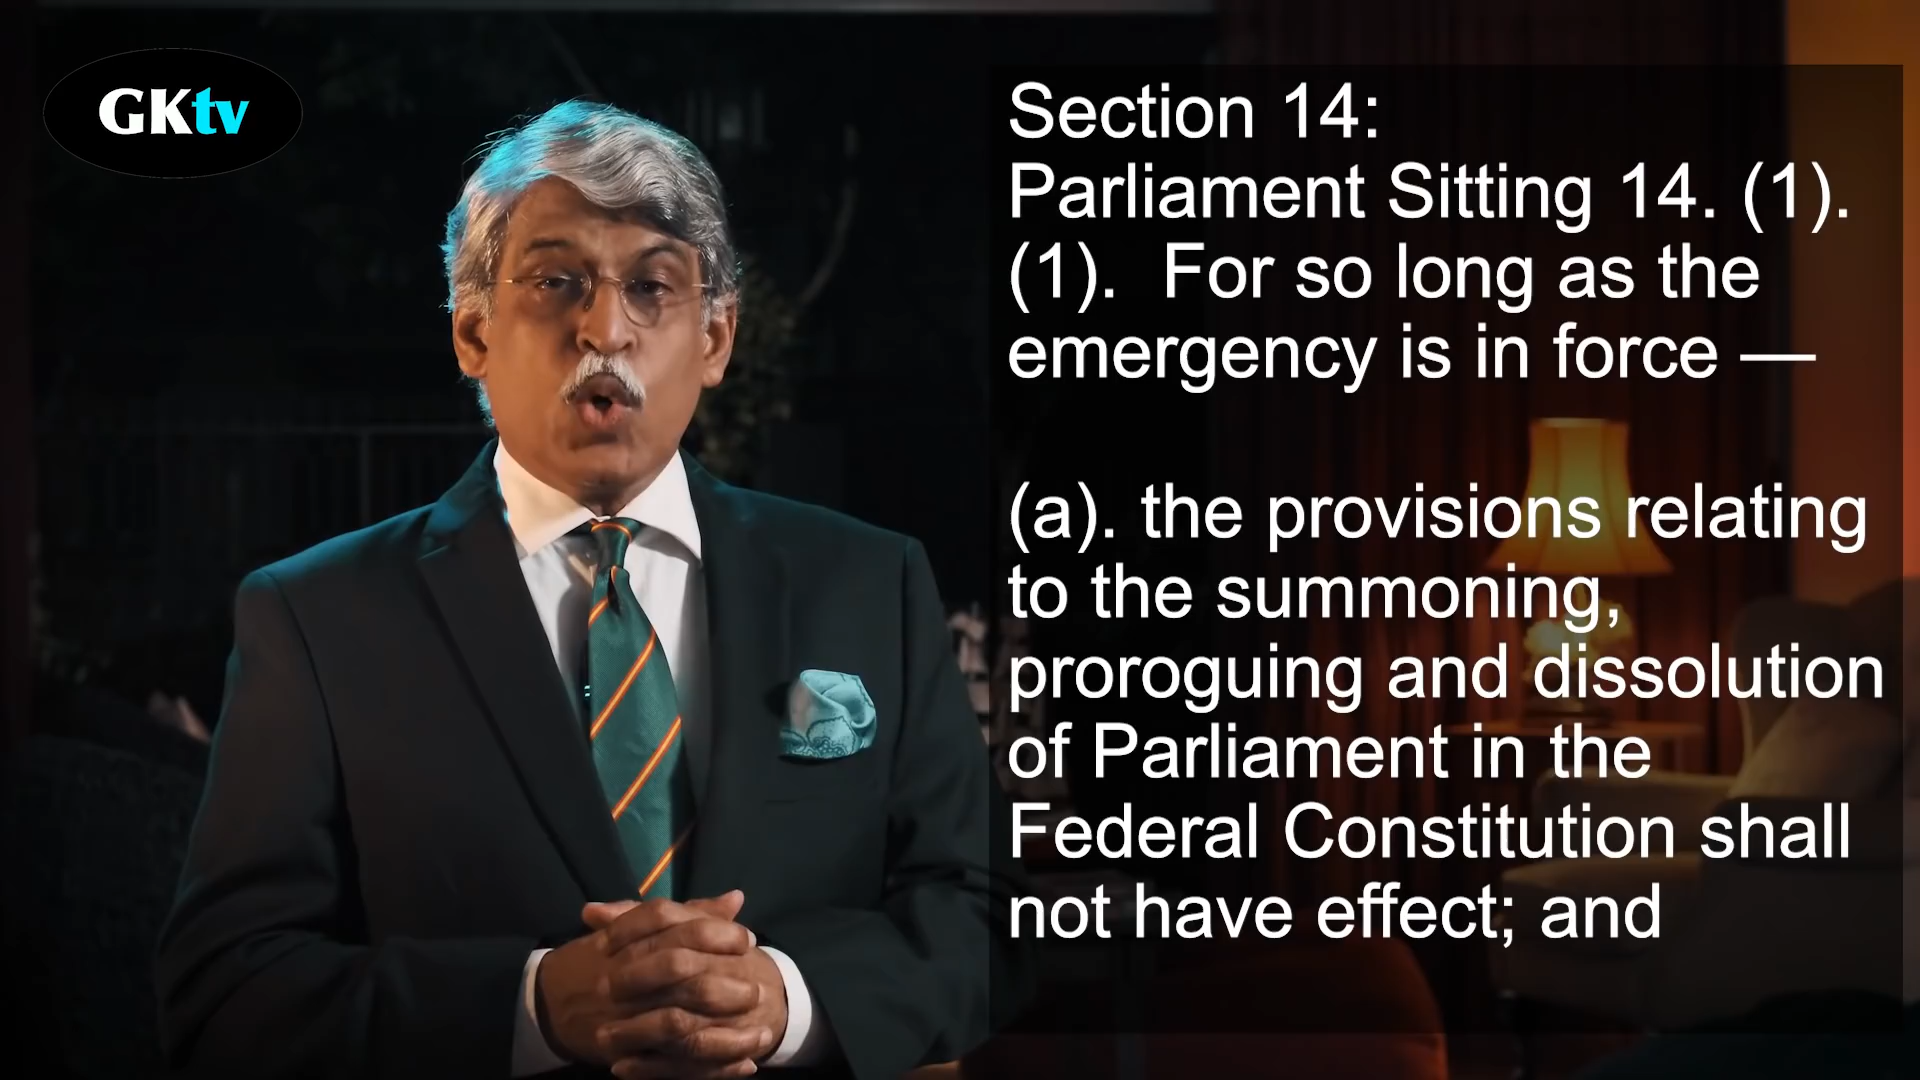 GKtv
Section 14:
Parliament Sitting 14. (1).
(1).  For so long as the
emergency is in force —
(a). the provisions relating
to the summoning,
proroguing and dissolution
of Parliament in the
Federal Constitution shall
not have effect; and